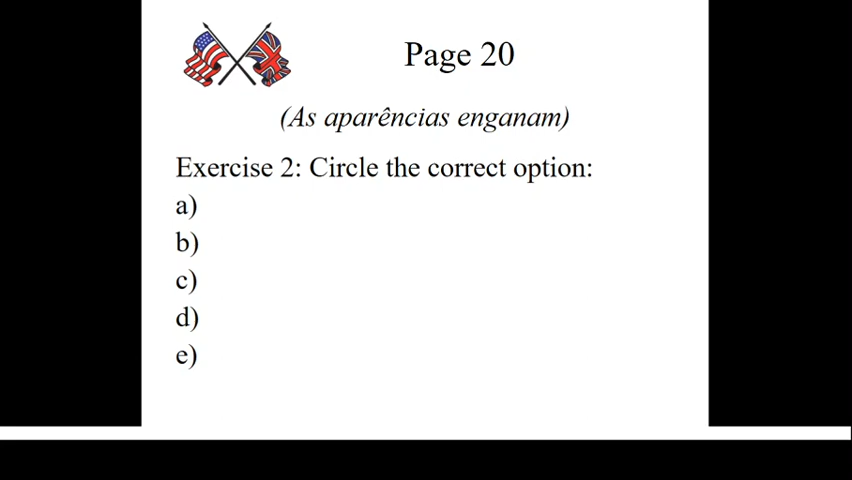 Page 20
(As aparências enganam)
Exercise 2: Circle the correct option:
a)
b)
c)
d)
e)